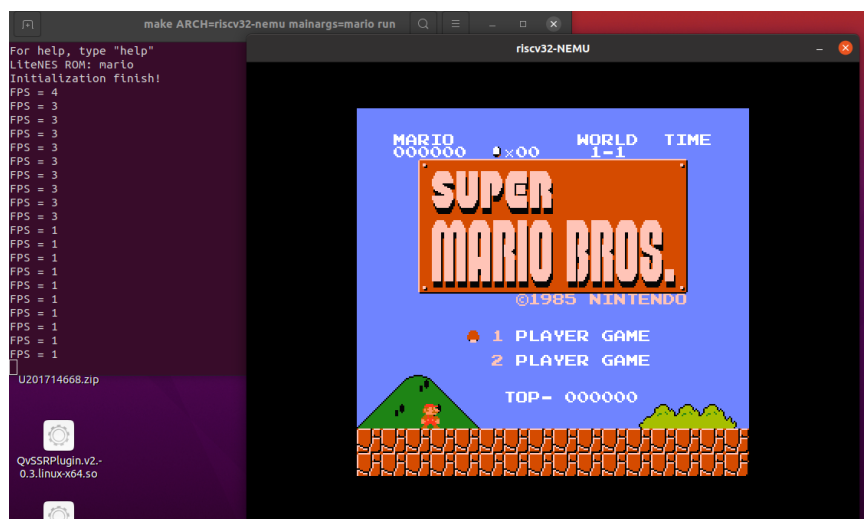 make ARCH=riscv32-nemu mainargs=mario run
For help, type "help"
LiteNES ROM: mario
Initialization finish!
FPS = 4
FPS = 3
FPS = 3
FPS = 3
FPS = 3
FPS = 3
FPS = 3
FPS = 3
FPS = 3
FPS = 3
FPS = 1
FPS = 1
FPS = 1
FPS = 1
FPS = 1
FPS = 1
FPS = 1
FPS = 1
FPS = 1
FPS = 1
U201714668.zip
QvSSRPlugin.v2.-
0.3.linux-x64.so
riscv32-NEMU
MARIO WORLD TIME
000000 ×00 1-1
SUPER
MARIO BROS.
©1985 NINTENDO
1 PLAYER GAME
2 PLAYER GAME
TOP- 000000